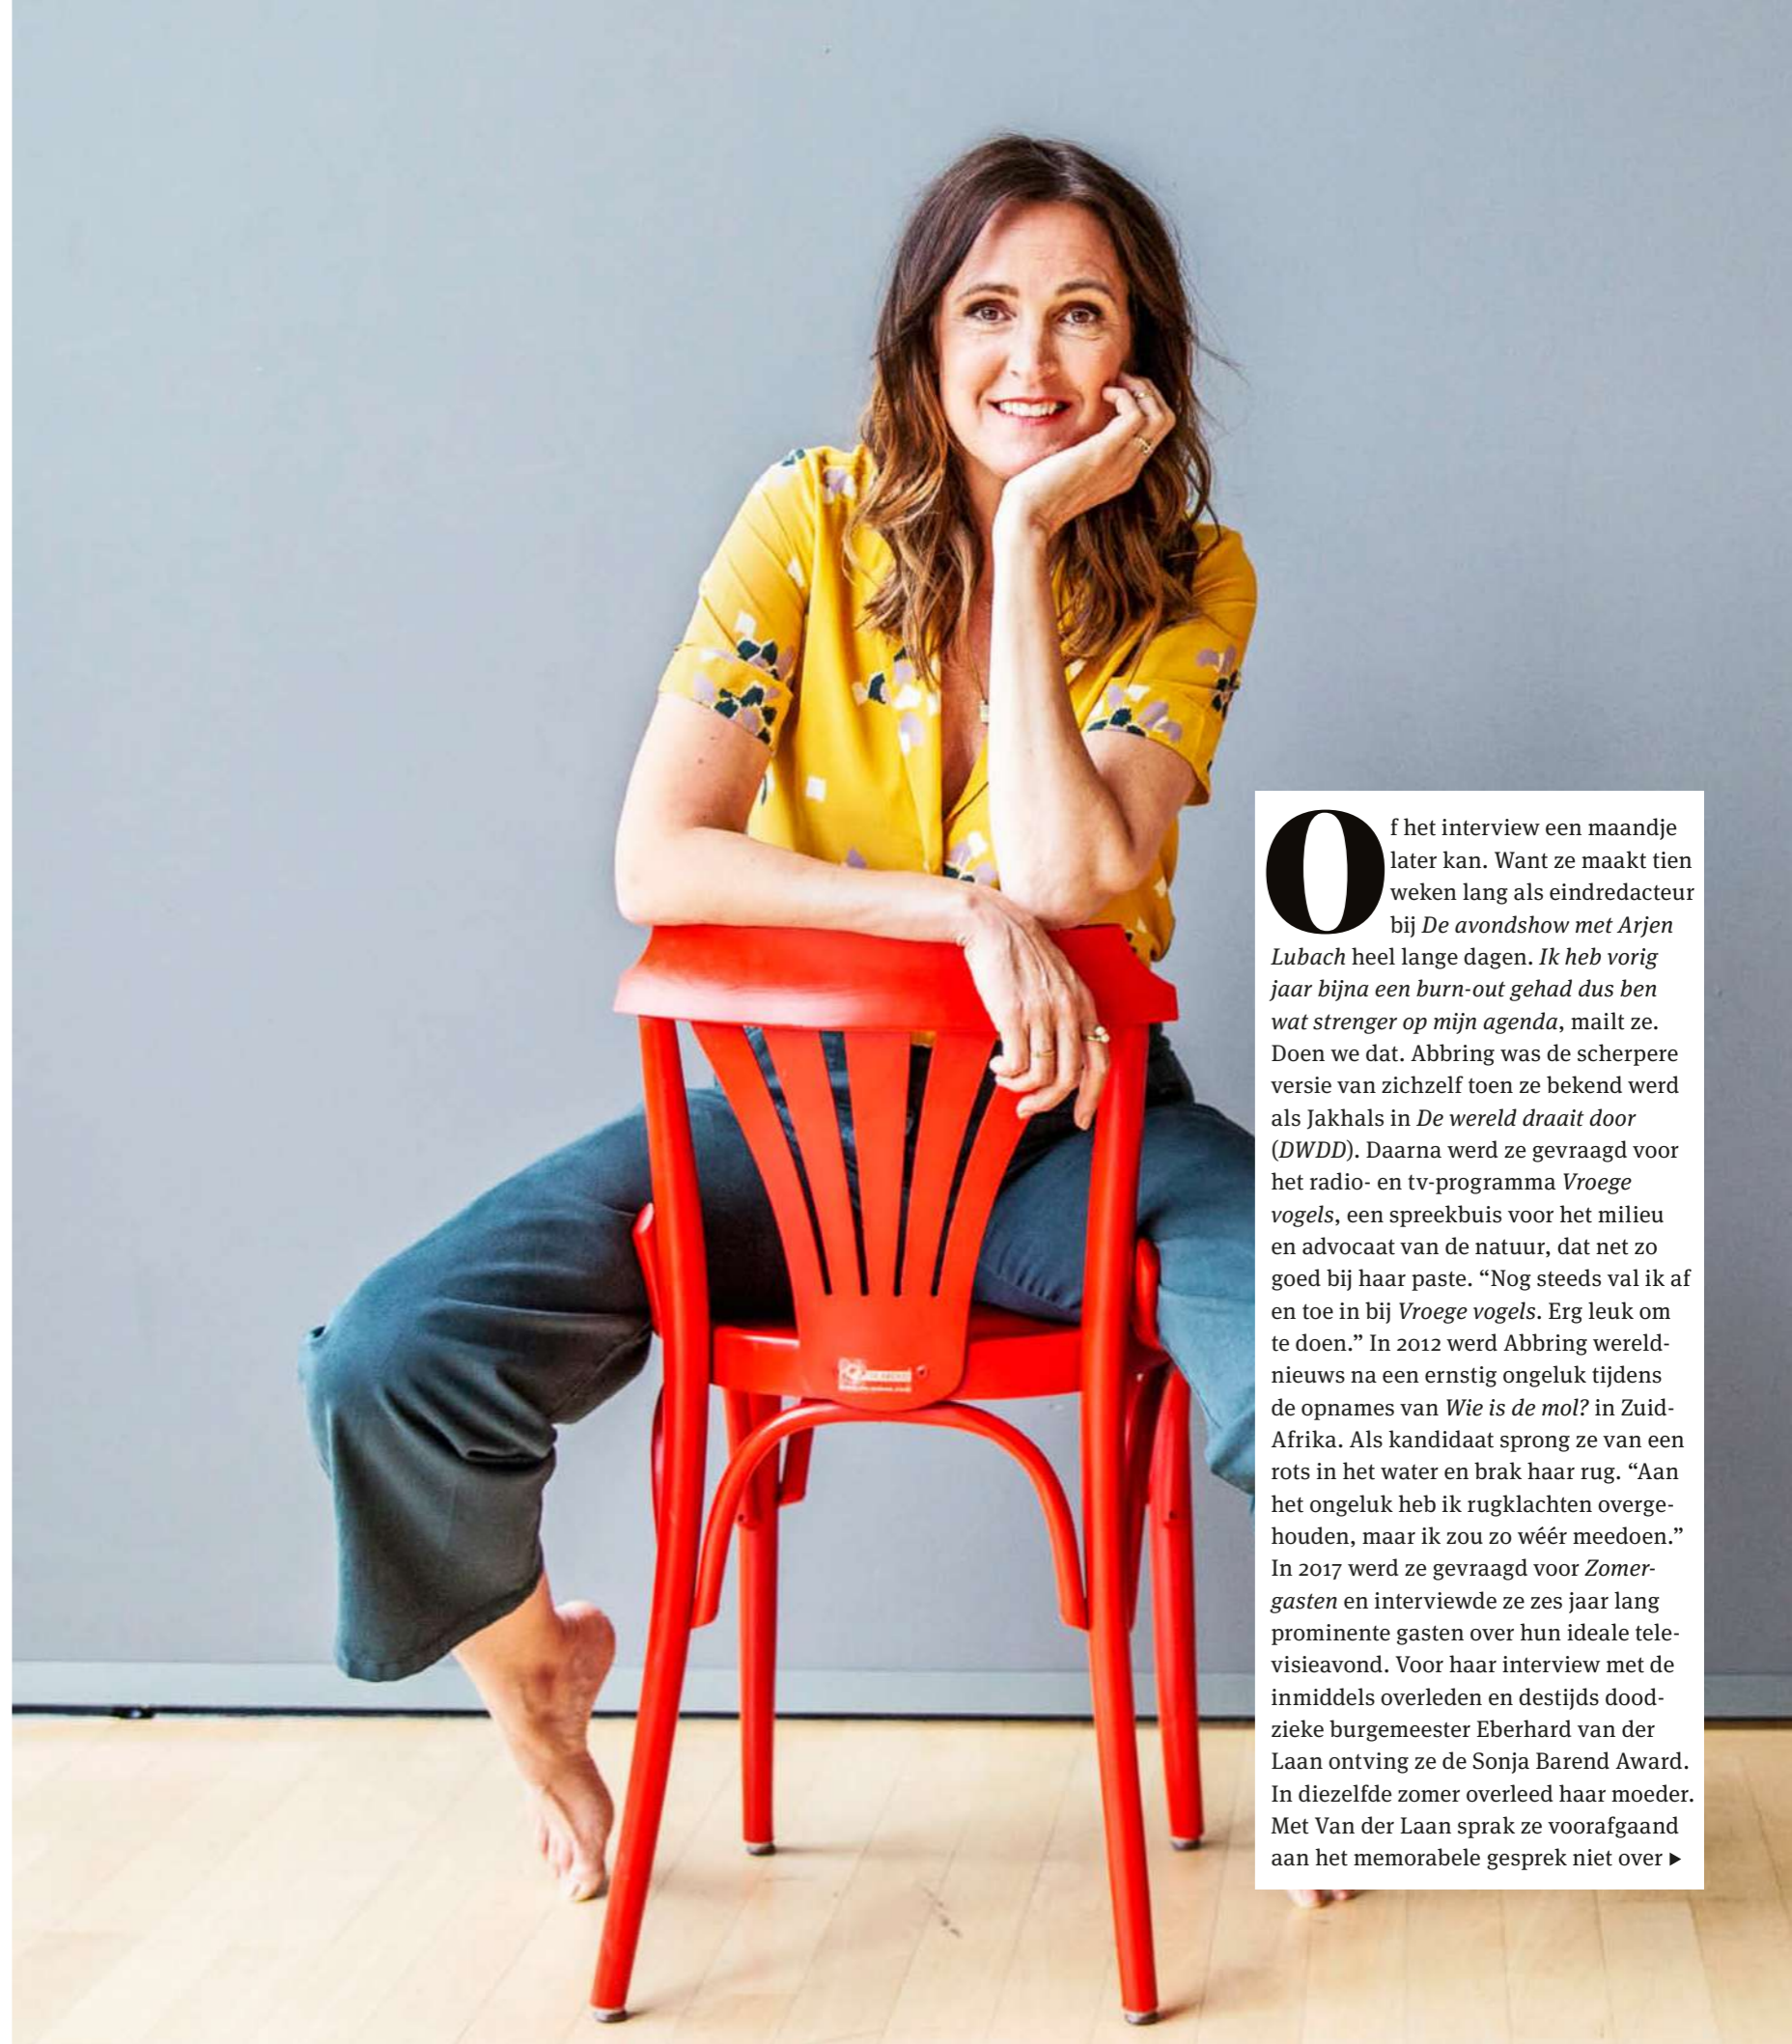 Of het interview een maandje
later kan. Want ze maakt tien
weken lang als eindredacteur
bij De avondshow met Arjen
Lubach heel lange dagen. Ik heb vorig
jaar bijna een burn-out gehad dus ben
wat strenger op mijn agenda, mailt ze.
Doen we dat. Abbring was de scherpere
versie van zichzelf toen ze bekend werd
als Jakhals in De wereld draait door
(DWDD). Daarna werd ze gevraagd voor
het radio- en tv-programma Vroege
vogels, een spreekbuis voor het milieu
en advocaat van de natuur, dat net zo
goed bij haar paste. “Nog steeds val ik af
en toe in bij Vroege vogels. Erg leuk om
te doen.” In 2012 werd Abbring wereld-
nieuws na een ernstig ongeluk tijdens
de opnames van Wie is de mol? in Zuid-
Afrika. Als kandidaat sprong ze van een
rots in het water en brak haar rug. “Aan
het ongeluk heb ik rugklachten overge-
houden, maar ik zou zo wéér meedoen.”
In 2017 werd ze gevraagd voor Zomer-
gasten en interviewde ze zes jaar lang
prominente gasten over hun ideale tele-
visieavond. Voor haar interview met de
inmiddels overleden en destijds dood-
zieke burgemeester Eberhard van der
Laan ontving ze de Sonja Barend Award.
In diezelfde zomer overleed haar moeder.
Met Van der Laan sprak ze voorafgaand
aan het memorabele gesprek niet over ▶